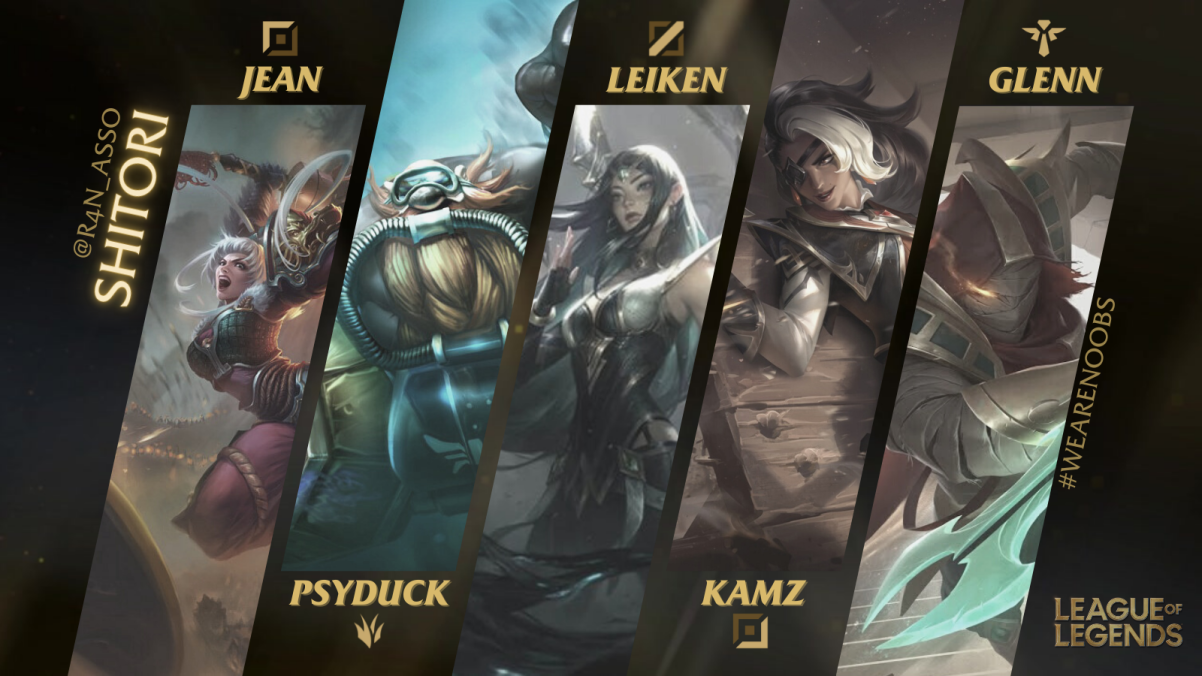 @R4N_ASSO
SHITORI
JEAN
PSYDUCK
LEIKEN
KAMZ
GLENN
#WEARENOOBS
LEAGUE OF
LEGENDS